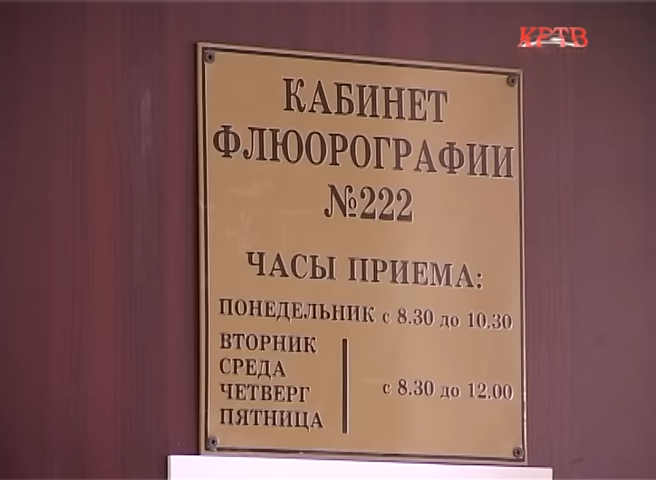 КРТВ
КАБИНЕТ
ФЛЮОРОГРАФИИ
№222
ЧАСЫ ПРИЕМА:
ПОНЕДЕЛЬНИК с 8.30 до 10.30
ВТОРНИК
СРЕДА
ЧЕТВЕРГ
ПЯТНИЦА
с 8.30 до 12.00